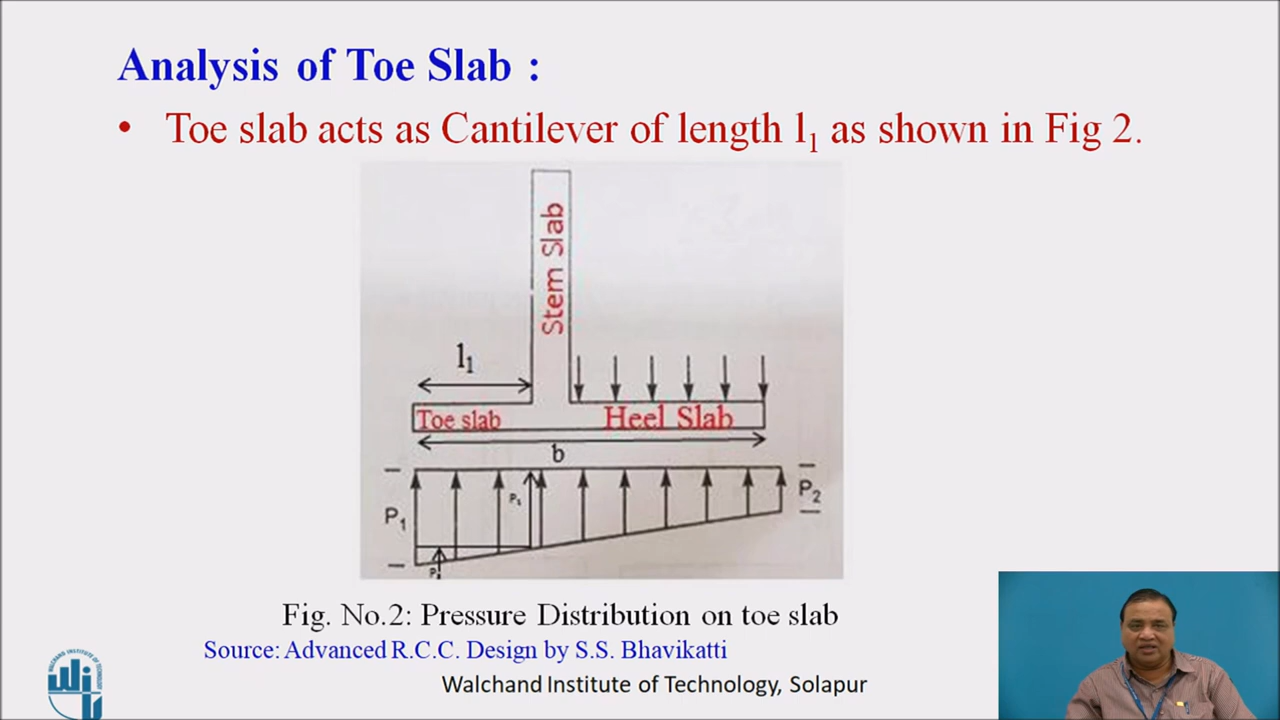 Analysis of Toe Slab :
• Toe slab acts as Cantilever of length l₁ as shown in Fig 2.
Stem Slab
l₁
Toe slab
Heel Slab
b
P₁
P₂
Fig. No.2: Pressure Distribution on toe slab
Source: Advanced R.C.C. Design by S.S. Bhavikatti
Walchand Institute of Technology, Solapur